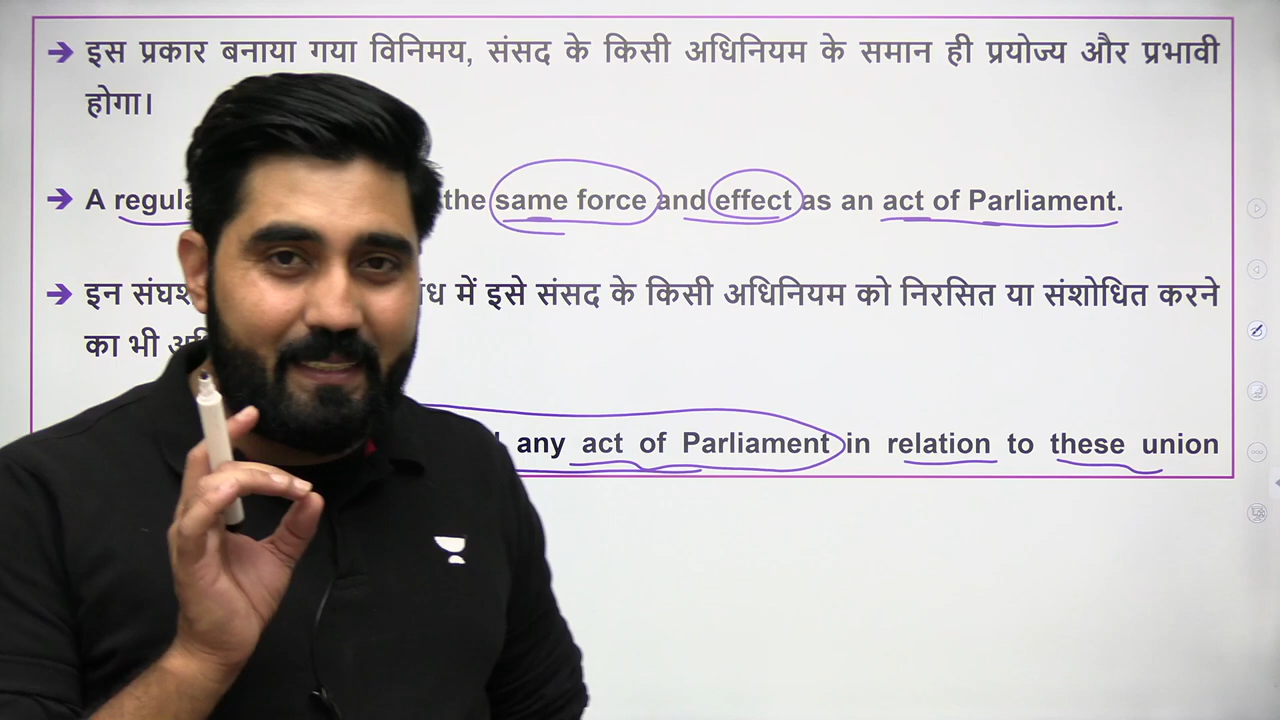 ➔ इस प्रकार बनाया गया विनिमय, संसद के किसी अधिनियम के समान ही प्रयोज्य और प्रभावी
होगा।
➔ A the same force and effect as an act of Parliament.
➔ इन में इसे संसद के किसी अधिनियम को निरसित या संशोधित करने
का भी
any act of Parliament in relation to these union